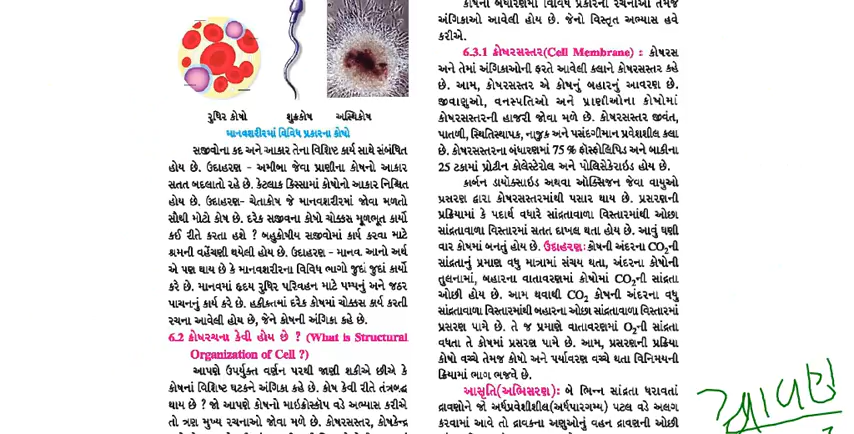 રુધિર કોષો
શુક્રકોષ
અસ્થિકોષ
માનવશરીરમાં વિવિધ પ્રકારના કોષો
સજીવોના કદ અને આકાર તેના વિશિષ્ટ કાર્ય સાથે સંબંધિત
હોય છે. ઉદાહરણ - અમીબા જેવા પ્રાણીના કોષનો આકાર
સતત બદલાતો રહે છે. કેટલાક કિસ્સામાં કોષોનો આકાર નિશ્ચિત
હોય છે. ઉદાહરણ- ચેતાકોષ જે માનવશરીરમાં જોવા મળતો
સૌથી મોટો કોષ છે. દરેક સજીવના કોષો ચોક્કસ મૂળભૂત કાર્યો
કઈ રીતે કરતા હશે ? બહુકોષીય સજીવોમાં કાર્ય કરવા માટે
શ્રમની વહેંચણી થયેલી હોય છે. ઉદાહરણ - માનવ. આનો અર્થ
એ પણ થાય છે કે માનવશરીરના વિવિધ ભાગો જુદાં જુદાં કાર્યો
કરે છે. માનવમાં હૃદય રુધિર પરિવહન માટે પમ્પનું અને જઠર
પાચનનું કાર્ય કરે છે. હકીકતમાં દરેક કોષમાં ચોક્કસ કાર્ય કરતી
રચના આવેલી હોય છે, જેને કોષની અંગિકા કહે છે.
6.2 કોષરચના કેવી હોય છે ? (What is Structural
Organization of Cell ?)
આપણે ઉપર્યુક્ત વર્ણન પરથી જાણી શકીએ છીએ કે
કોષનાં વિશિષ્ટ ઘટકને અંગિકા કહે છે. કોષ કેવી રીતે તંત્રબદ્ધ
થાય છે ? જો આપણે કોષનો માઇક્રોસ્કોપ વડે અભ્યાસ કરીએ
તો ત્રણ મુખ્ય રચનાઓ જોવા મળે છે. કોષરસસ્તર, કોષકેન્દ્ર
કોષના બંધારણમાં વિવિધ પ્રકારની રચનાઓ તેમજ
અંગિકાઓ આવેલી હોય છે. જેનો વિસ્તૃત અભ્યાસ હવે
કરીએ.
6.3.1 કોષરસસ્તર(Cell Membrane) : કોષરસ
અને તેમાં અંગિકાઓની ફરતે આવેલી કલાને કોષરસસ્તર કહે
છે. આમ, કોષરસસ્તર એ કોષનું બહારનું આવરણ છે.
જીવાણુઓ, વનસ્પતિઓ અને પ્રાણીઓના કોષોમાં
કોષરસસ્તરની હાજરી જોવા મળે છે. કોષરસસ્તર જીવંત,
પાતળી, સ્થિતિસ્થાપક, નાજુક અને પસંદગીમાન પ્રવેશશીલ કલા
છે. કોષરસસ્તરના બંધારણમાં 75 % ફોસ્ફોલિપિડ અને બાકીના
25 ટકામાં પ્રોટીન કોલેસ્ટેરોલ અને પોલિસેકેરાઇડ હોય છે.
કાર્બન ડાયૉક્સાઇડ અથવા ઑક્સિજન જેવા વાયુઓ
પ્રસરણ દ્વારા કોષરસસ્તરમાંથી પસાર થાય છે. પ્રસરણની
પ્રક્રિયામાં કે પદાર્થ વધારે સાંદ્રતાવાળા વિસ્તારમાંથી ઓછા
સાંદ્રતાવાળા વિસ્તારમાં સતત દાખલ થતા હોય છે. આવું ઘણી
વાર કોષમાં બનતું હોય છે. ઉદાહરણ: કોષની અંદરના CO₂ની
સાંદ્રતાનું પ્રમાણ વધુ માત્રામાં સંચય થતા, અંદરના કોષોની
તુલનામાં, બહારના વાતાવરણમાં કોષોમાં CO₂ની સાંદ્રતા
ઓછી હોય છે. આમ થવાથી CO₂ કોષની અંદરના વધુ
સાંદ્રતાવાળા વિસ્તારમાંથી બહારના ઓછા સાંદ્રતાવાળા વિસ્તારમાં
પ્રસરણ પામે છે. તે જ પ્રમાણે વાતાવરણમાં O₂ની સાંદ્રતા
વધતા તે કોષમાં પ્રસરણ પામે છે. આમ, પ્રસરણની પ્રક્રિયા
કોષો વચ્ચે તેમજ કોષો અને પર્યાવરણ વચ્ચે થતા વિનિમયની
ક્રિયામાં ભાગ ભજવે છે.
આસૃતિ(અભિસરણ): બે ભિન્ન સાંદ્રતા ધરાવતાં
દ્રાવણોને જો અર્ધપ્રવેશીશીલ(અર્ધપારગમ્ય) પટલ વડે અલગ
કરવામાં આવે તો દ્રાવકના અણુઓનું વહન દ્રાવણની ઓછી